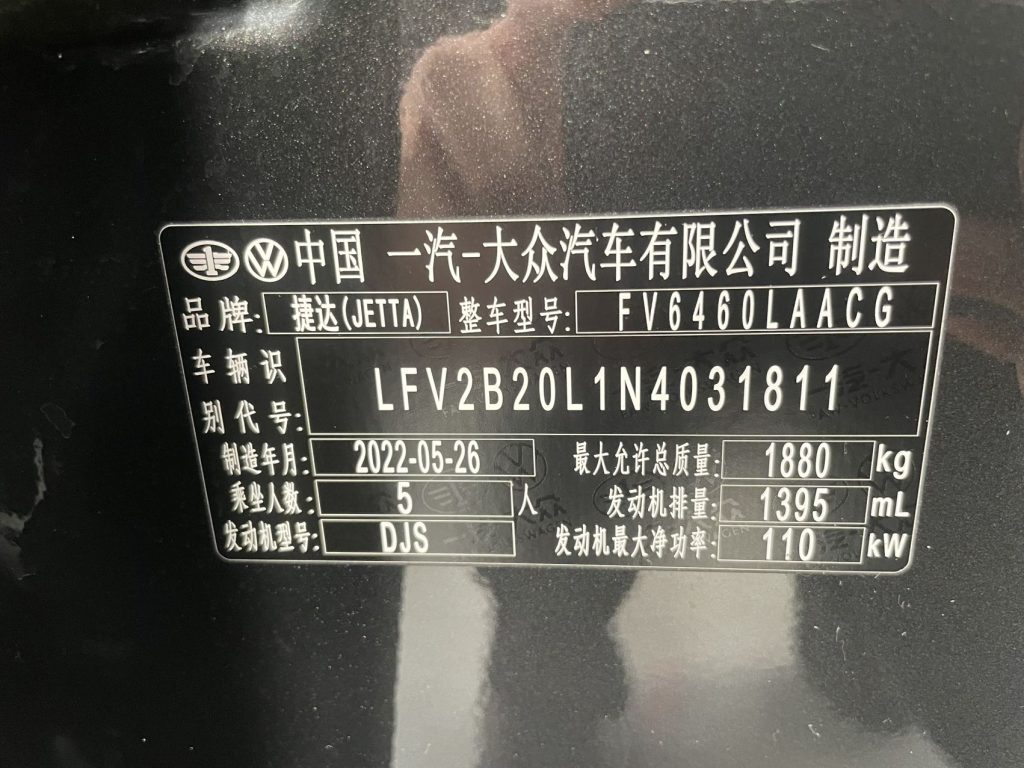 中国 一汽-大众汽车有限公司 制造
品牌: 捷达(JETTA) 整车型号: FV6460LAACG
车辆识别代号: LFV2B20L1N4031811
制造年月: 2022-05-26 最大允许总质量: 1880 kg
乘坐人数: 5 人 发动机排量: 1395 mL
发动机型号: DJS 发动机最大净功率: 110 kW